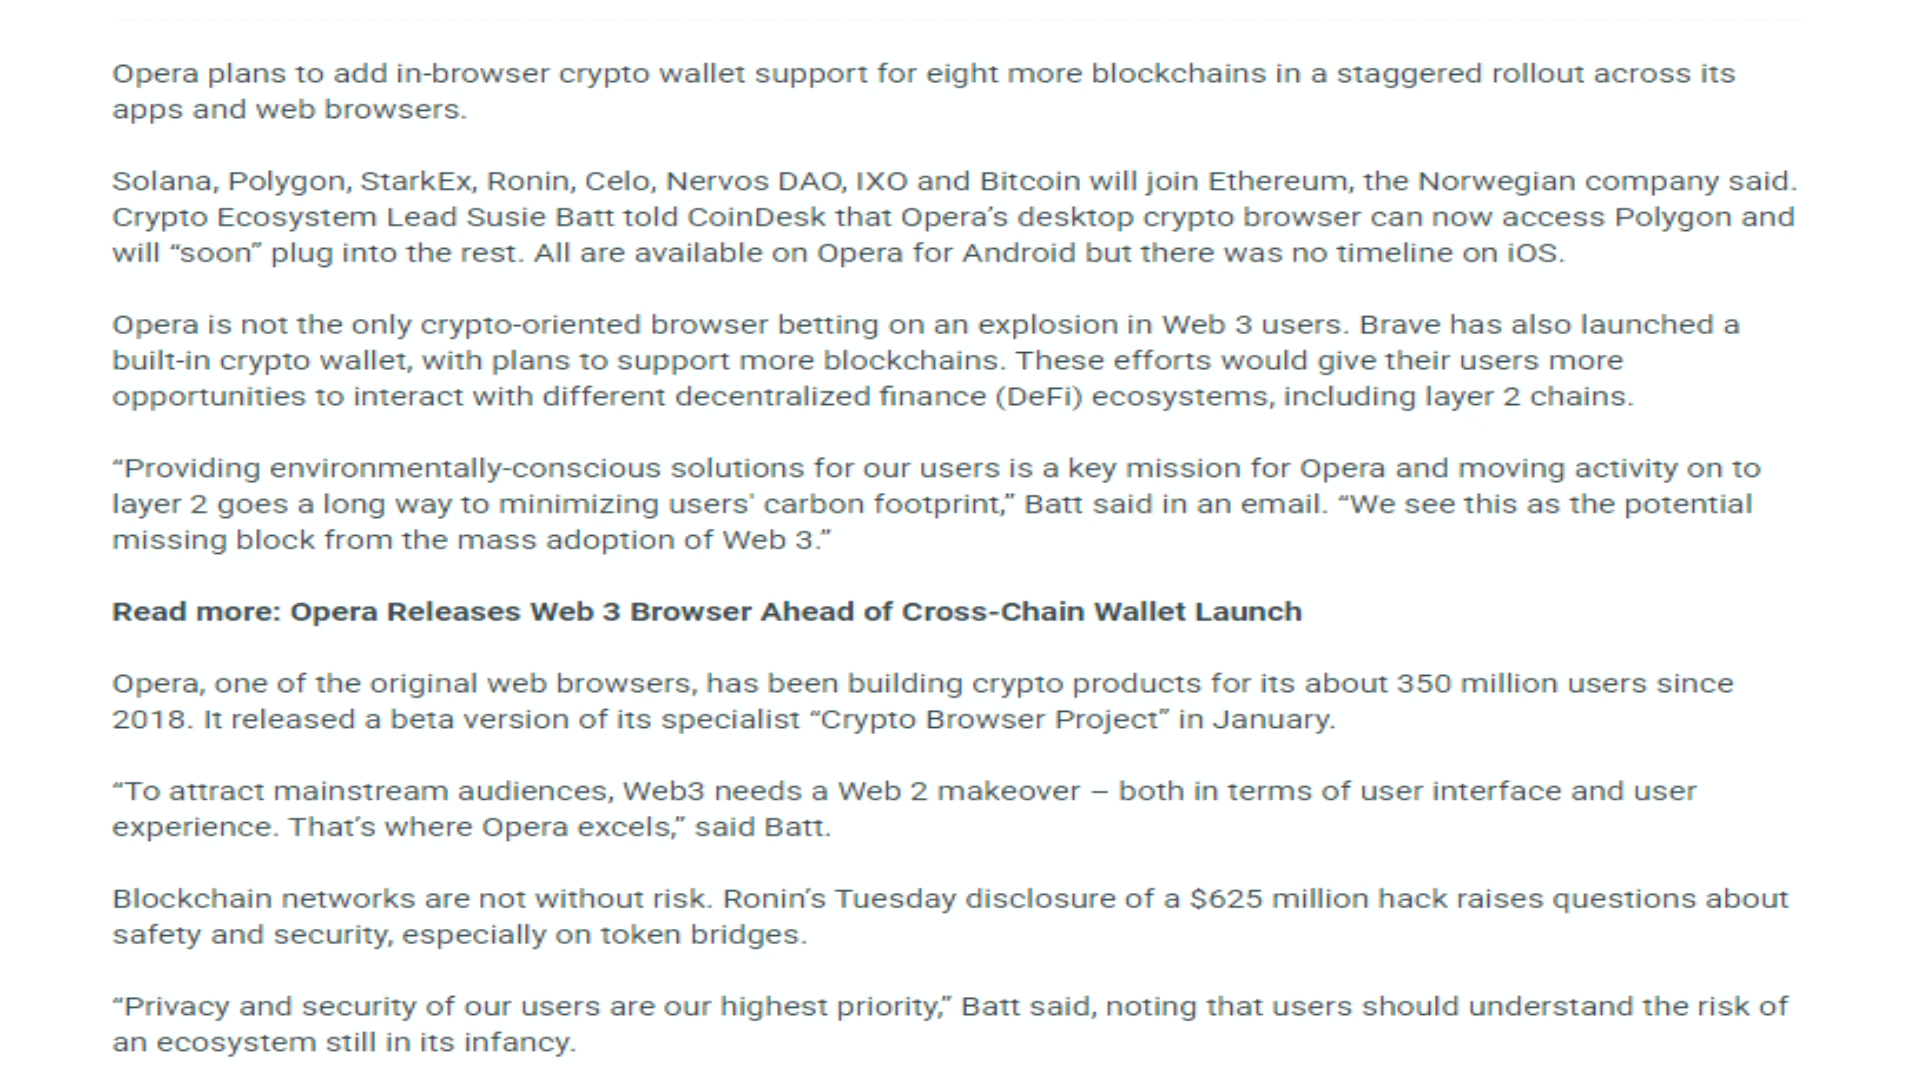 Opera plans to add in-browser crypto wallet support for eight more blockchains in a staggered rollout across its
apps and web browsers.
Solana, Polygon, StarkEx, Ronin, Celo, Nervos DAO, IXO and Bitcoin will join Ethereum, the Norwegian company said.
Crypto Ecosystem Lead Susie Batt told CoinDesk that Opera’s desktop crypto browser can now access Polygon and
will “soon” plug into the rest. All are available on Opera for Android but there was no timeline on iOS.
Opera is not the only crypto-oriented browser betting on an explosion in Web 3 users. Brave has also launched a
built-in crypto wallet, with plans to support more blockchains. These efforts would give their users more
opportunities to interact with different decentralized finance (DeFi) ecosystems, including layer 2 chains.
“Providing environmentally-conscious solutions for our users is a key mission for Opera and moving activity on to
layer 2 goes a long way to minimizing users' carbon footprint,” Batt said in an email. “We see this as the potential
missing block from the mass adoption of Web 3.”
Read more: Opera Releases Web 3 Browser Ahead of Cross-Chain Wallet Launch
Opera, one of the original web browsers, has been building crypto products for its about 350 million users since
2018. It released a beta version of its specialist “Crypto Browser Project” in January.
“To attract mainstream audiences, Web3 needs a Web 2 makeover – both in terms of user interface and user
experience. That’s where Opera excels,” said Batt.
Blockchain networks are not without risk. Ronin’s Tuesday disclosure of a $625 million hack raises questions about
safety and security, especially on token bridges.
“Privacy and security of our users are our highest priority,” Batt said, noting that users should understand the risk of
an ecosystem still in its infancy.